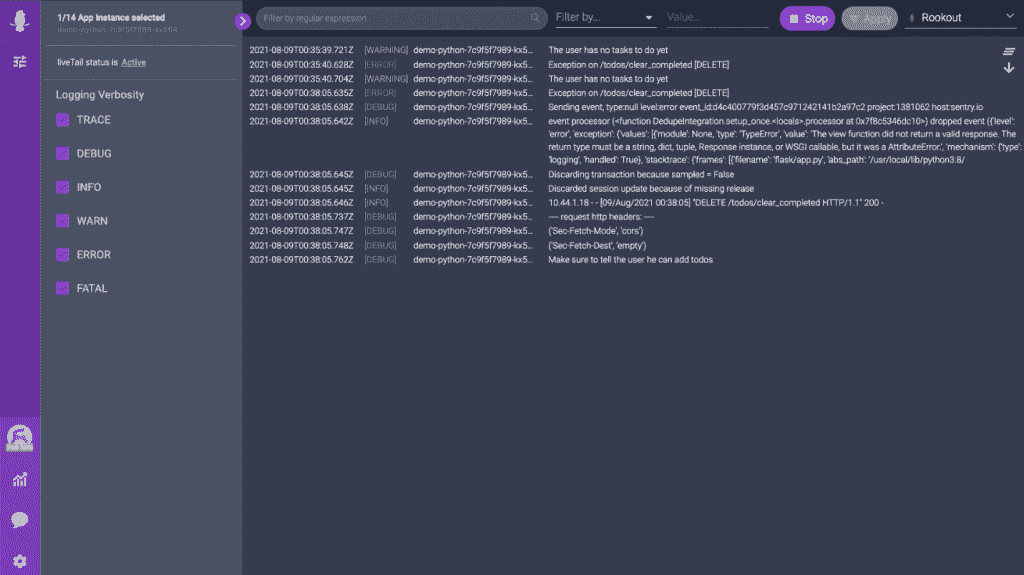 1/14 App Instance selected
demo-python-7c9f5f7989-kx564
liveTail status is Active
Logging Verbosity
TRACE
DEBUG
INFO
WARN
ERROR
FATAL
Filter by regular expression
Filter by...
Value...
Stop
Apply
Rookout
2021-08-09T00:35:39.721Z [WARNING] demo-python-7c9f5f7989-kx5... The user has no tasks to do yet
2021-08-09T00:35:40.628Z [ERROR] demo-python-7c9f5f7989-kx5... Exception on /todos/clear_completed [DELETE]
2021-08-09T00:35:40.704Z [WARNING] demo-python-7c9f5f7989-kx5... The user has no tasks to do yet
2021-08-09T00:38:05.635Z [ERROR] demo-python-7c9f5f7989-kx5... Exception on /todos/clear_completed [DELETE]
2021-08-09T00:38:05.638Z [DEBUG] demo-python-7c9f5f7989-kx5... Sending event, type:null level:error event_id:d4c400779f3d457c971242141b2a97c2 project:1381062 host:sentry.io
2021-08-09T00:38:05.642Z [INFO] demo-python-7c9f5f7989-kx5... event processor (<function DedupeIntegration.setup_once.<locals>.processor at 0x7f8c5346dc10>) dropped event ({'level':
'error', 'exception': {'values': [{'module': None, 'type': 'TypeError', 'value': 'The view function did not return a valid response. The
return type must be a string, dict, tuple, Response instance, or WSGI callable, but it was a AttributeError.', 'mechanism': {'type':
'logging', 'handled': True}, 'stacktrace': {'frames': [{'filename': 'flask/app.py', 'abs_path': '/usr/local/lib/python3.8/
2021-08-09T00:38:05.645Z [DEBUG] demo-python-7c9f5f7989-kx5... Discarding transaction because sampled = False
2021-08-09T00:38:05.645Z [INFO] demo-python-7c9f5f7989-kx5... Discarded session update because of missing release
2021-08-09T00:38:05.646Z [INFO] demo-python-7c9f5f7989-kx5... 10.44.1.18 - - [09/Aug/2021 00:38:05] "DELETE /todos/clear_completed HTTP/1.1" 200 -
2021-08-09T00:38:05.737Z [DEBUG] demo-python-7c9f5f7989-kx5... ---- request http headers: ----
2021-08-09T00:38:05.747Z [DEBUG] demo-python-7c9f5f7989-kx5... ('Sec-Fetch-Mode', 'cors')
2021-08-09T00:38:05.748Z [DEBUG] demo-python-7c9f5f7989-kx5... ('Sec-Fetch-Dest', 'empty')
2021-08-09T00:38:05.762Z [DEBUG] demo-python-7c9f5f7989-kx5... Make sure to tell the user he can add todos